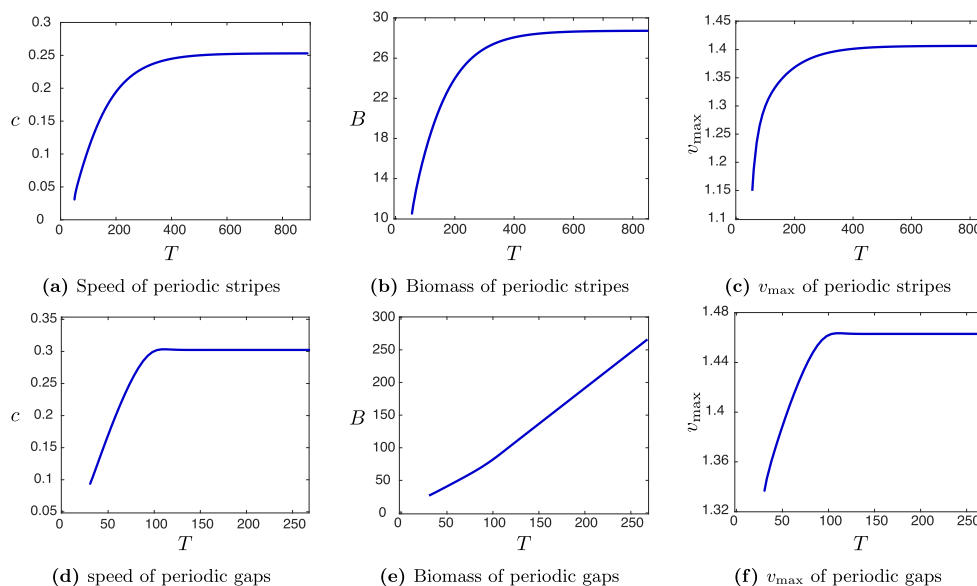 0.3
0.25
0.2
0.15
0.1
0.05
0
c
0 200 400 600 800
T
(a) Speed of periodic stripes
30
26
22
18
14
10
B
0 200 400 600 800
T
(b) Biomass of periodic stripes
1.45
1.4
1.35
1.3
1.25
1.2
1.15
1.1
v_max
0 200 400 600 800
T
(c) v_max of periodic stripes
0.35
0.3
0.25
0.2
0.15
0.1
0.05
c
0 50 100 150 200 250
T
(d) speed of periodic gaps
300
250
200
150
100
50
0
B
0 50 100 150 200 250
T
(e) Biomass of periodic gaps
1.48
1.44
1.4
1.36
1.32
v_max
0 50 100 150 200 250
T
(f) v_max of periodic gaps